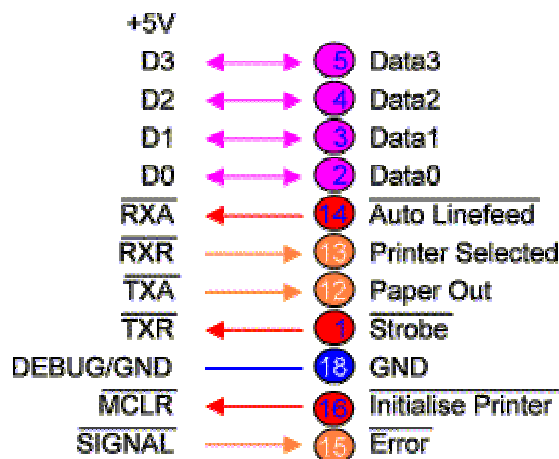 +5V
D3 5 Data3
D2 4 Data2
D1 3 Data1
D0 2 Data0
RXA 14 Auto Linefeed
RXR 13 Printer Selected
TXA 12 Paper Out
TXR 1 Strobe
DEBUG/GND 18 GND
MCLR 16 Initialise Printer
SIGNAL 15 Error